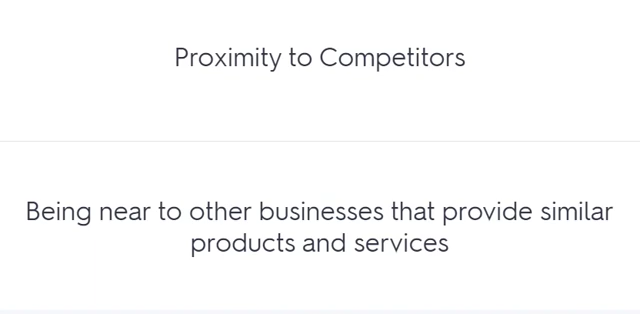 Proximity to Competitors
Being near to other businesses that provide similar
products and services